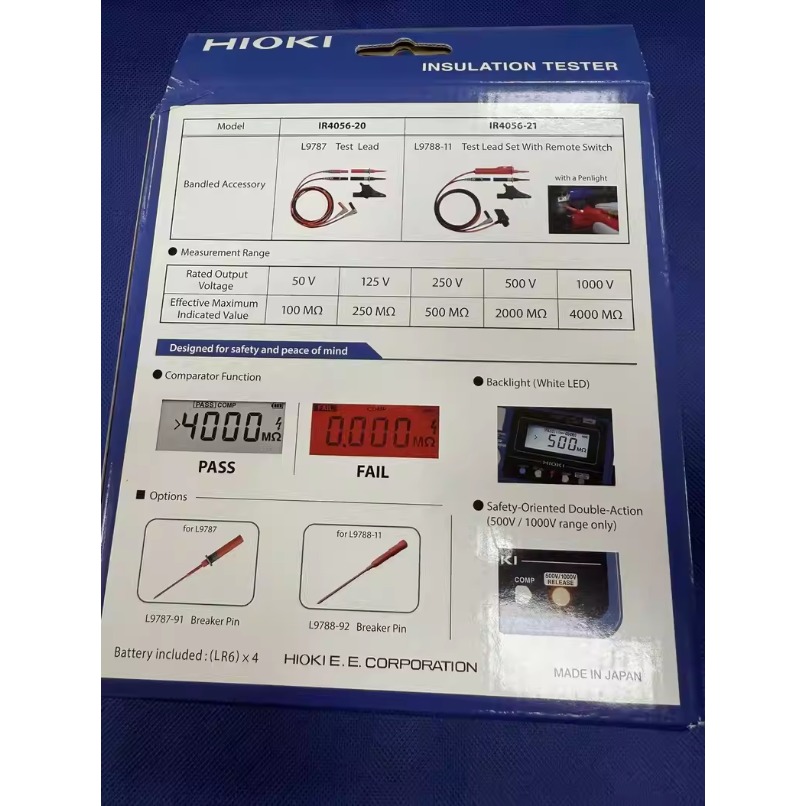 HIOKI
INSULATION TESTER
Model IR4056-20 IR4056-21
Bandled Accessory
L9787 Test Lead
L9788-11 Test Lead Set With Remote Switch
with a Penlight
● Measurement Range
Rated Output Voltage 50 V 125 V 250 V 500 V 1000 V
Effective Maximum Indicated Value 100 MΩ 250 MΩ 500 MΩ 2000 MΩ 4000 MΩ
Designed for safety and peace of mind
● Comparator Function
PASS COMP
>4000 MΩ
PASS
FAIL COMP
0.000 MΩ
FAIL
● Backlight (White LED)
> 500 MΩ
HIOKI
■ Options
for L9787
L9787-91 Breaker Pin
for L9788-11
L9788-92 Breaker Pin
● Safety-Oriented Double-Action
(500V / 1000V range only)
KI
COMP
500V/1000V
RELEASE
Battery included : (LR6) × 4
HIOKI E. E. CORPORATION
MADE IN JAPAN